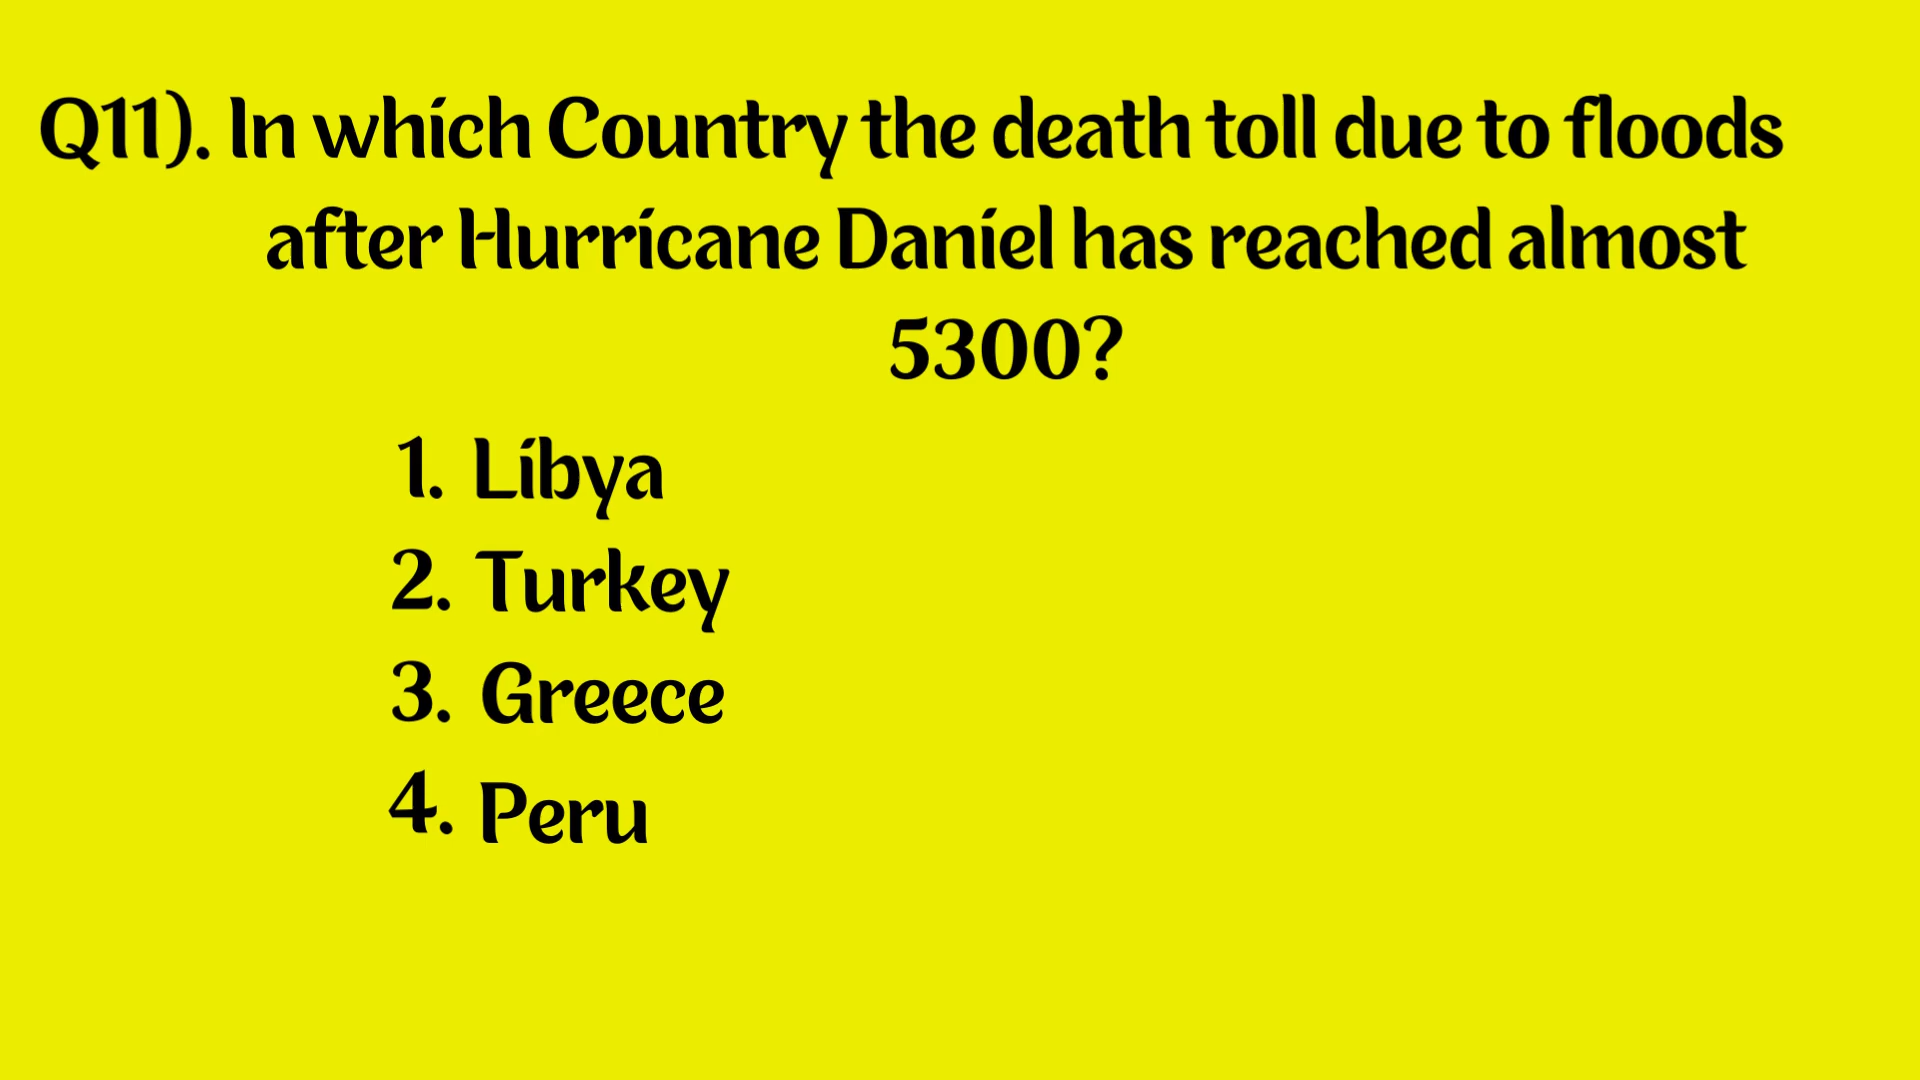 Q11). In which Country the death toll due to floods
after Hurricane Daniel has reached almost
5300?
1. Libya
2. Turkey
3. Greece
4. Peru